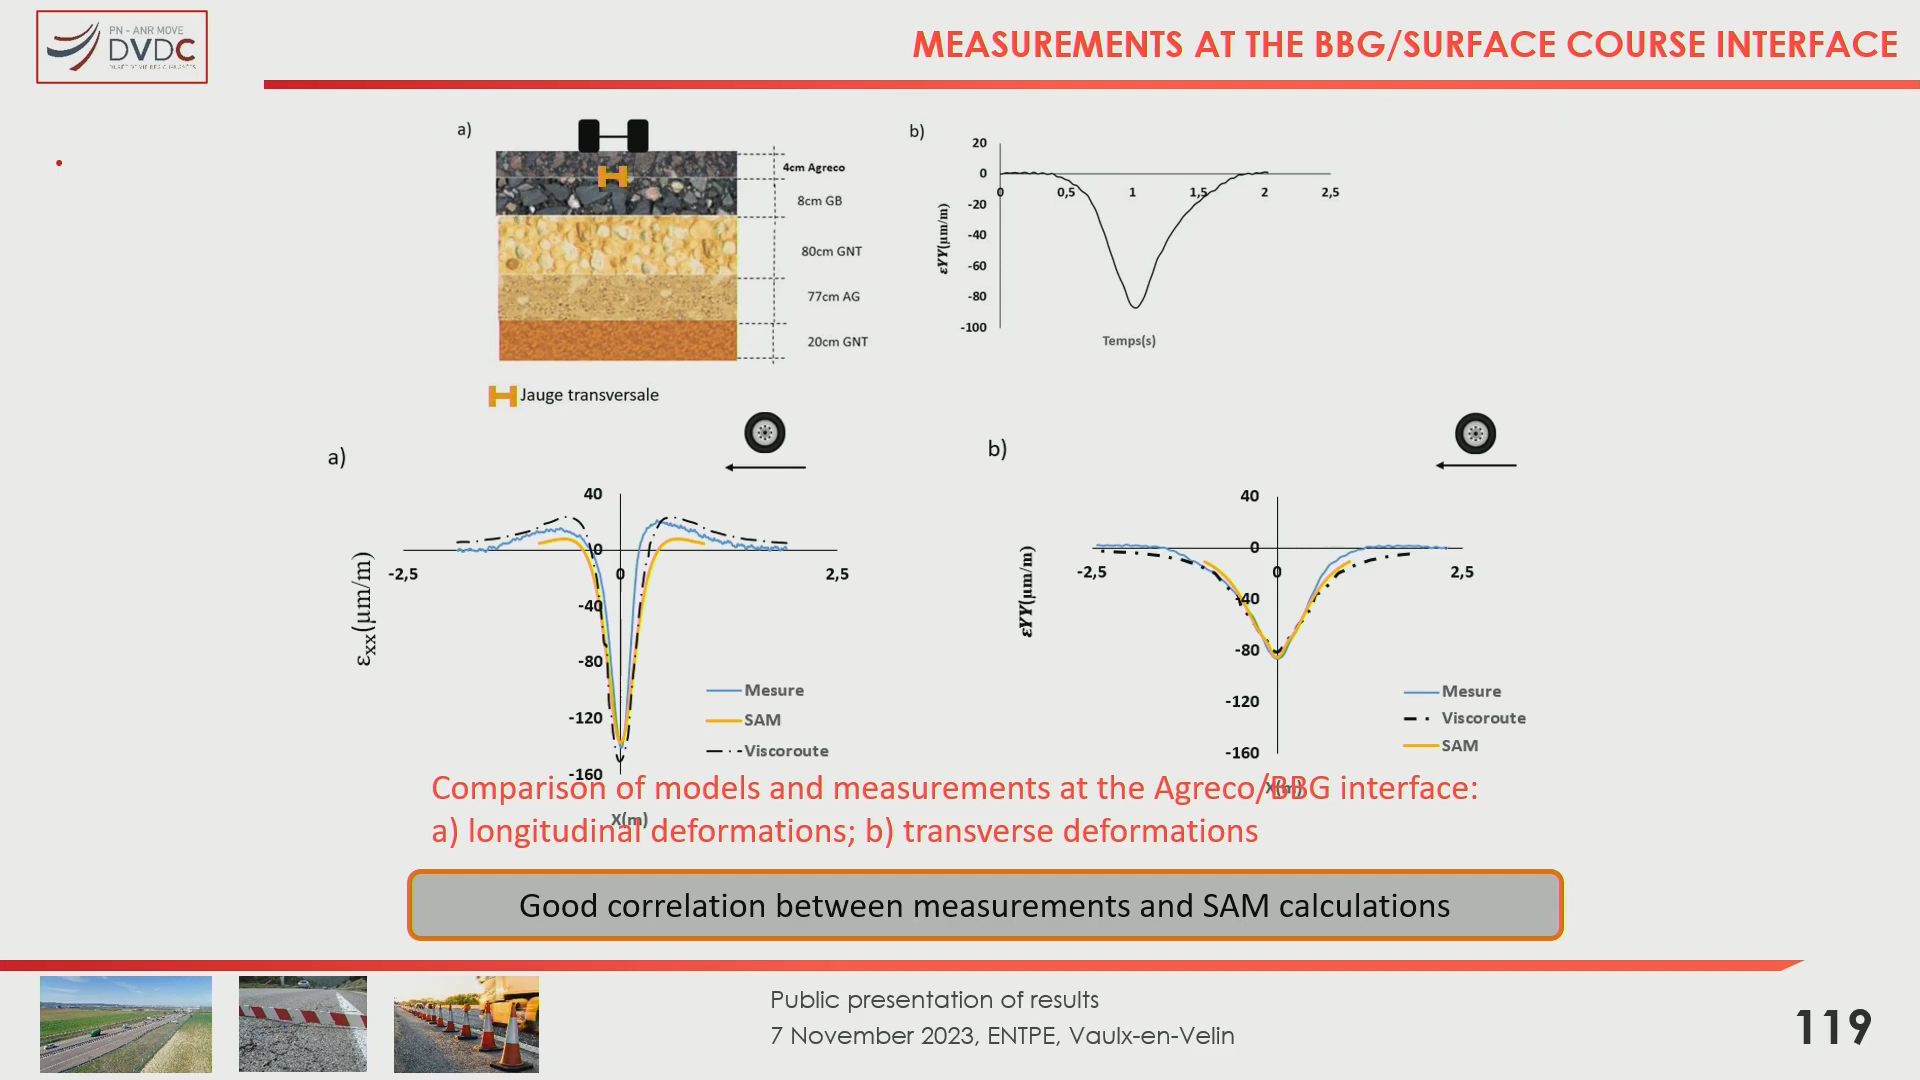 PN - ANR MOVE
DVDC
MEASUREMENTS AT THE BBG/SURFACE COURSE INTERFACE
a)
4cm Agreco
8cm GB
80cm GNT
77cm AG
20cm GNT
Jauge transversale
b)
20
0
-20
-40
-60
-80
-100
0
0,5
1
1,5
2
2,5
εYY(µm/m)
Temps(s)
a)
40
0
-40
-80
-120
-160
-2,5
0
2,5
εxx(µm/m)
Mesure
SAM
Viscoroute
X(m)
b)
40
0
-40
-80
-120
-160
-2,5
0
2,5
εYY(µm/m)
Mesure
Viscoroute
SAM
X(m)
Comparison of models and measurements at the Agreco/BBG interface:
a) longitudinal deformations; b) transverse deformations
Good correlation between measurements and SAM calculations
Public presentation of results
7 November 2023, ENTPE, Vaulx-en-Velin
119